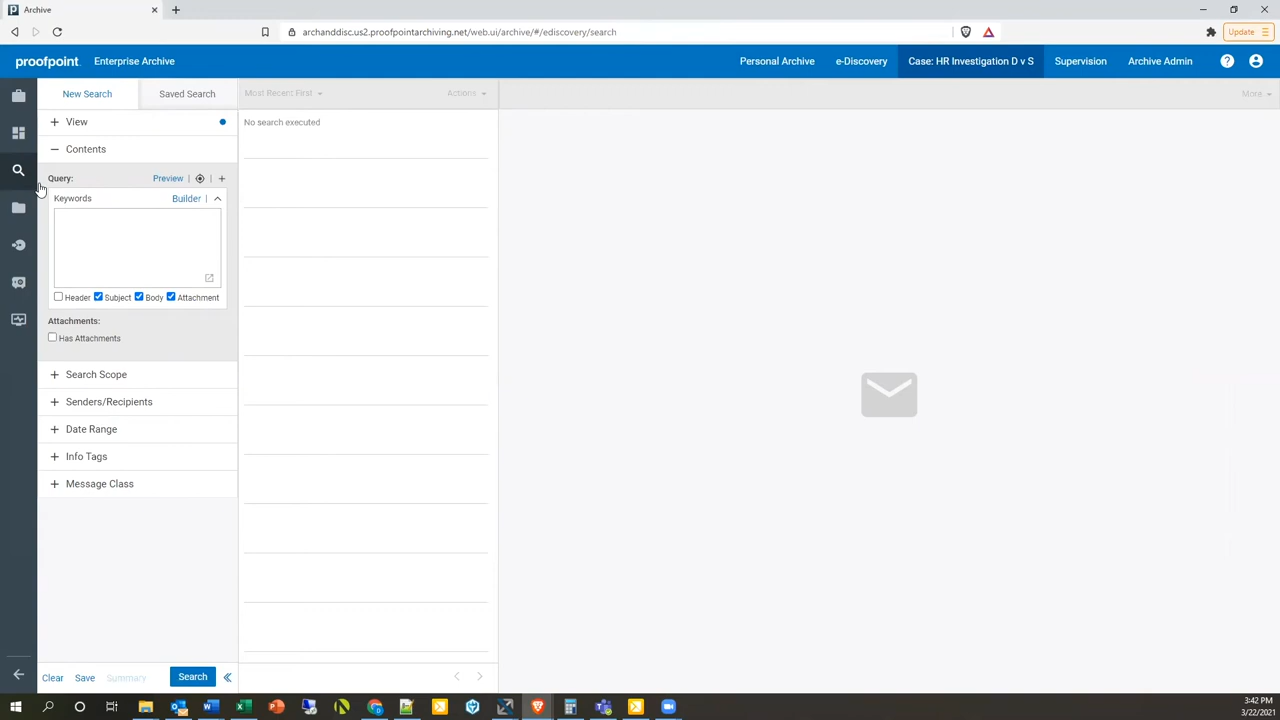 Archive
archanddisc.us2.proofpointarchiving.net/web.ui/archive/#/ediscovery/search
Update
proofpoint. Enterprise Archive
Personal Archive
e-Discovery
Case: HR Investigation D v S
Supervision
Archive Admin
New Search
Saved Search
Most Recent First
Actions
More
View
No search executed
Contents
Query:
Preview
Keywords
Builder
Header
Subject
Body
Attachment
Attachments:
Has Attachments
Search Scope
Senders/Recipients
Date Range
Info Tags
Message Class
Clear
Save
Summary
Search
3:42 PM
3/22/2021